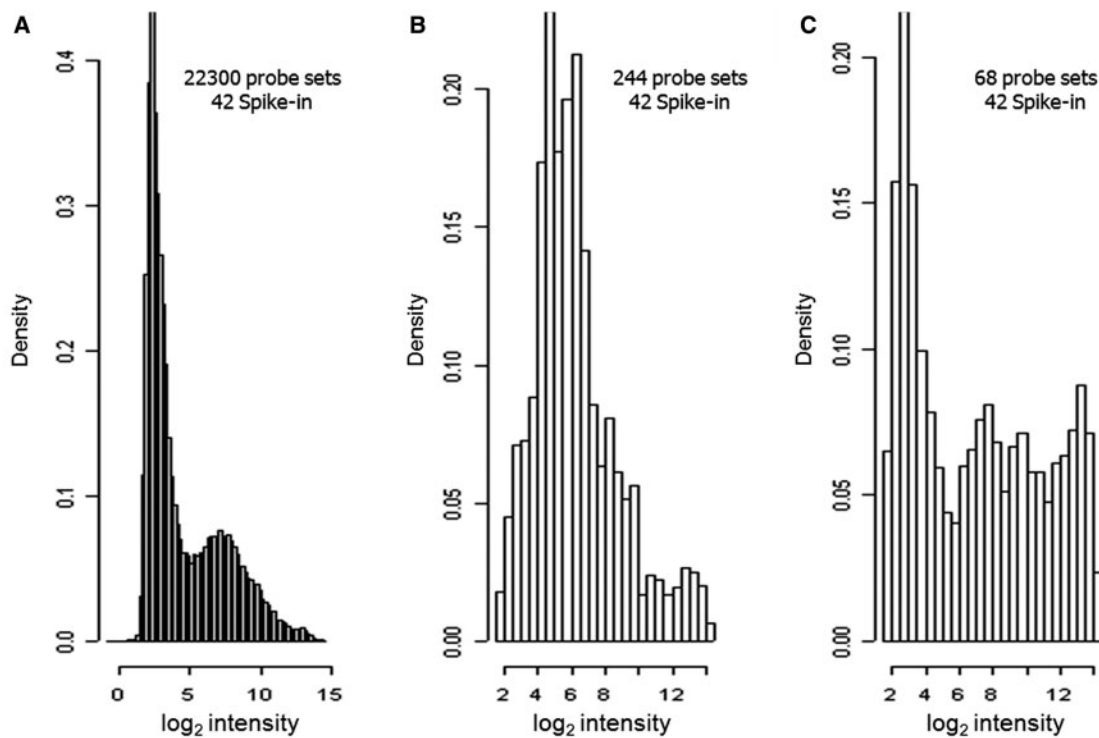 A
22300 probe sets
42 Spike-in
Density
0.0
0.1
0.2
0.3
0.4
0
5
10
15
log2 intensity
B
244 probe sets
42 Spike-in
Density
0.00
0.05
0.10
0.15
0.20
2
4
6
8
12
log2 intensity
C
68 probe sets
42 Spike-in
Density
0.00
0.05
0.10
0.15
0.20
2
4
6
8
12
log2 intensity